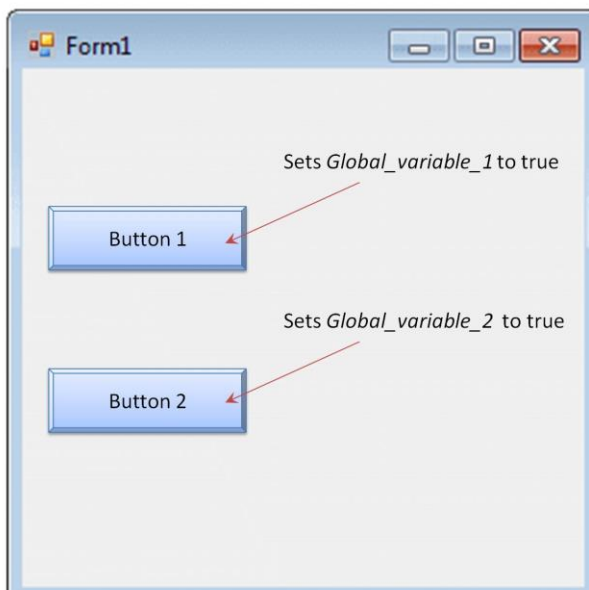 Form1
Sets Global_variable_1 to true
Button 1
Sets Global_variable_2 to true
Button 2